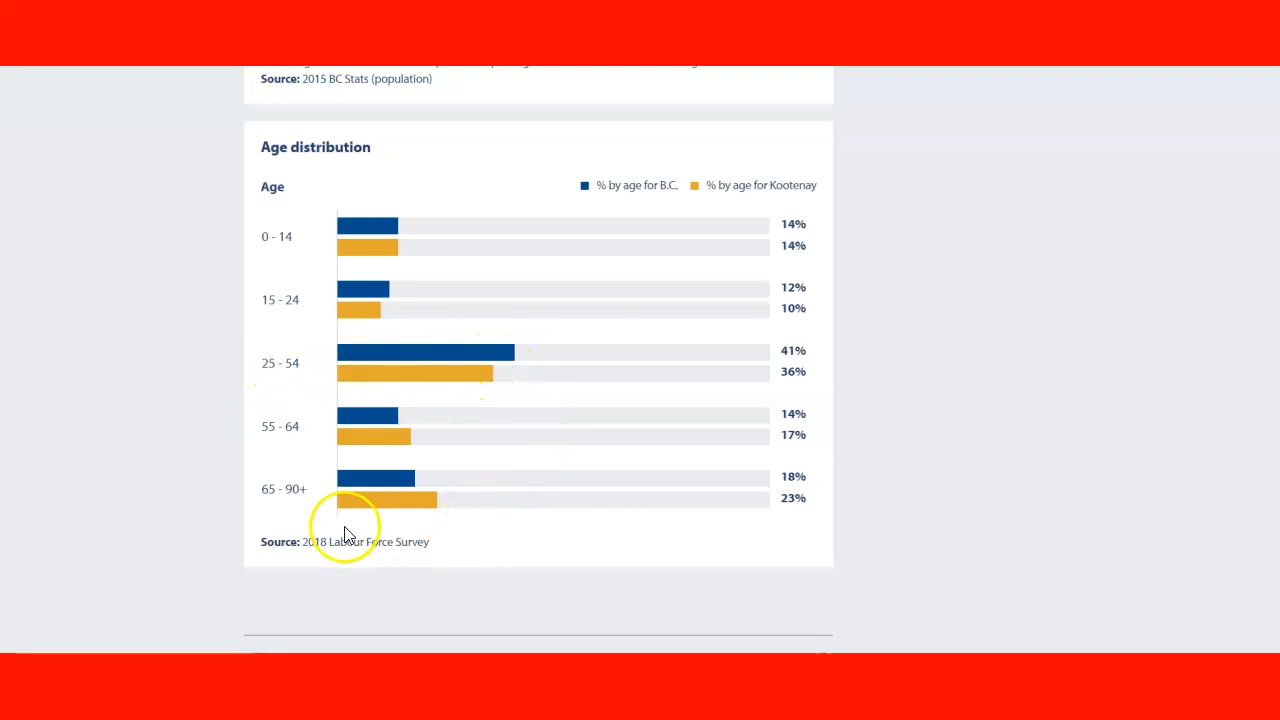 Source: 2015 BC Stats (population)
Age distribution
Age
% by age for B.C.
% by age for Kootenay
0 - 14
14%
14%
15 - 24
12%
10%
25 - 54
41%
36%
55 - 64
14%
17%
65 - 90+
18%
23%
Source: 2018 Labour Force Survey